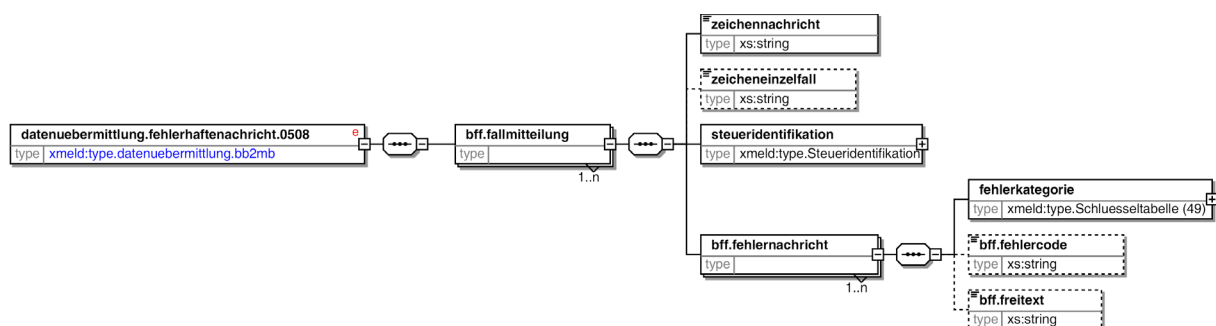 zeichennachricht
type xs:string
zeicheneinzelfall
type xs:string
datenuebermittlung.fehlerhaftenachricht.0508 e
type xmeld:type.datenuebermittlung.bb2mb
bff.fallmitteilung
type
1..n
steueridentifikation
type xmeld:type.Steueridentifikation
fehlerkategorie
type xmeld:type.Schluesseltabelle (49)
bff.fehlernachricht
type
1..n
bff.fehlercode
type xs:string
bff.freitext
type xs:string